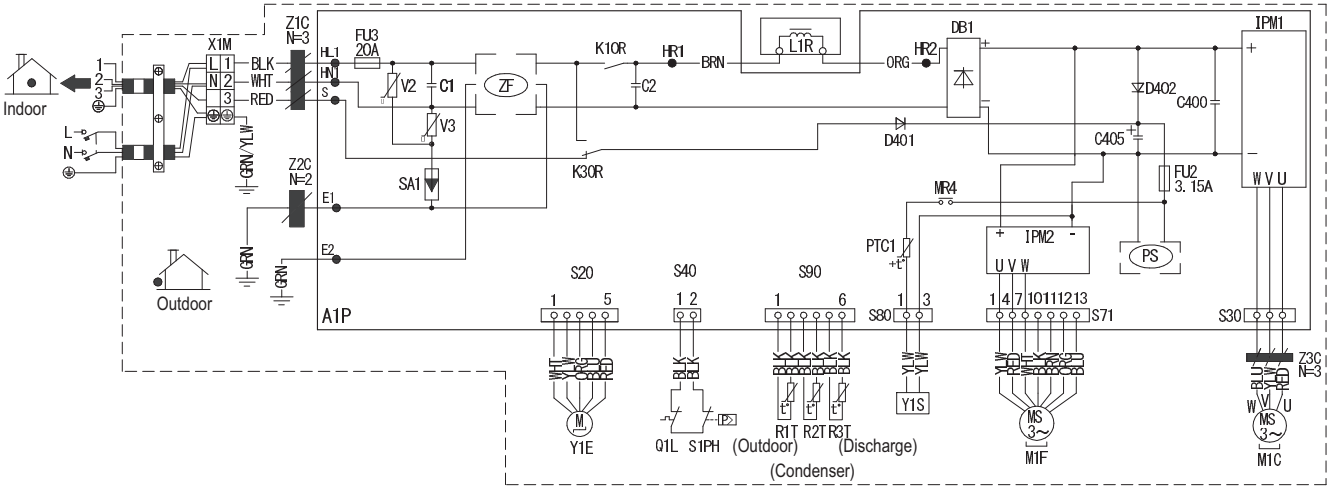 Z1C
N=3
X1M
L 1 BLK
N 2 WHT
3 RED
GRN/YLW
1
2
3
Indoor
L
N
Z2C
N=2
GRN
GRN
Outdoor
HL1
HN1
S
FU3
20A
V2
C1
V3
SA1
E1
E2
ZF
K10R
C2
HR1
BRN
L1R
ORG
HR2
DB1
+
-
K30R
D401
D402
C405
+
C400
IPM1
+
-
W V U
FU2
3.15A
MR4
PTC1
+t°
+ IPM2 -
U V W
PS
A1P
S20
1 5
S40
1 2
S90
1 6
S80 1 3
1 4 7 10 11 12 13 S71
S30
WHT
YLW
ORG
BLU
RED
M
Y1E
BLK
BLK
Q1L S1PH
P>
BLK
BLK
BLK
BLK
BLK
BLK
t° t° t°
R1T R2T R3T
(Outdoor) (Discharge)
(Condenser)
YLW
YLW
Y1S
YLW
RED
WHT
BLK
BRN
ORG
BLU
MS
3~
M1F
Z3C
N=3
BLU
YLW
RED
W V U
MS
3~
M1C